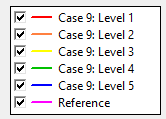 Case 9: Level 1
Case 9: Level 2
Case 9: Level 3
Case 9: Level 4
Case 9: Level 5
Reference